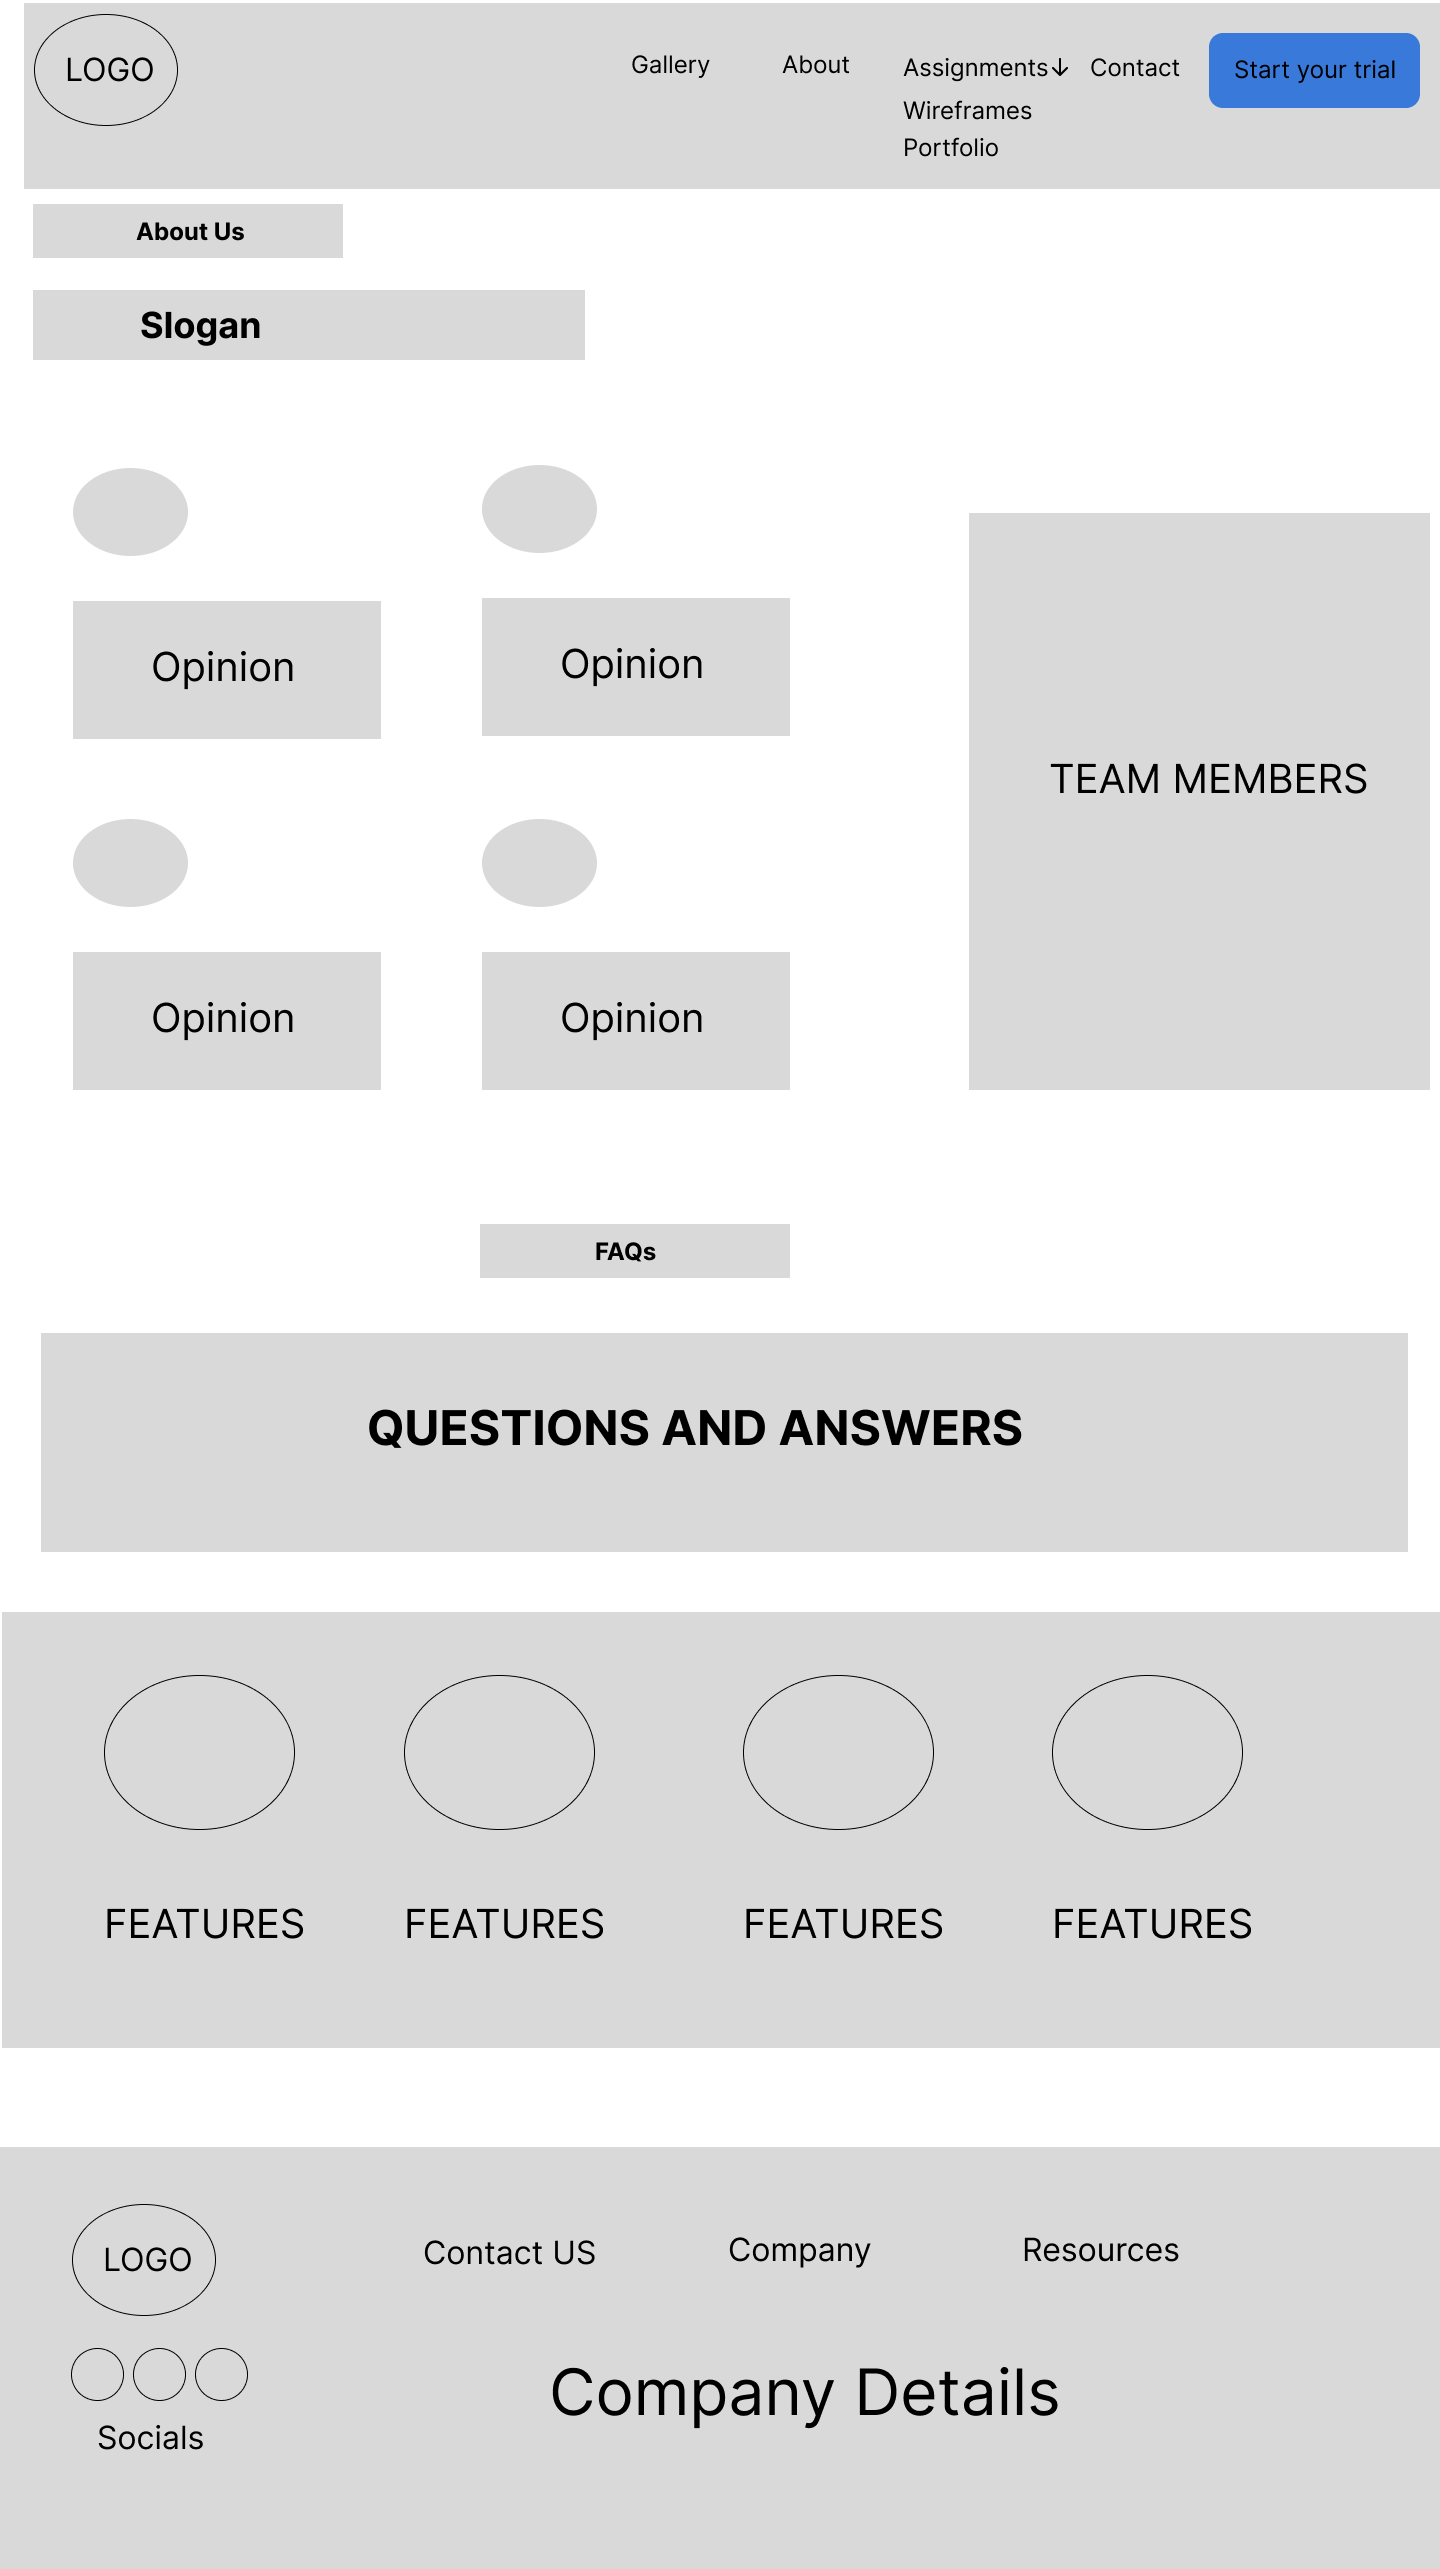 LOGO
Gallery
About
Assignments↓
Contact
Start your trial
Wireframes
Portfolio
About Us
Slogan
Opinion
Opinion
TEAM MEMBERS
Opinion
Opinion
FAQs
QUESTIONS AND ANSWERS
FEATURES
FEATURES
FEATURES
FEATURES
LOGO
Contact US
Company
Resources
Company Details
Socials